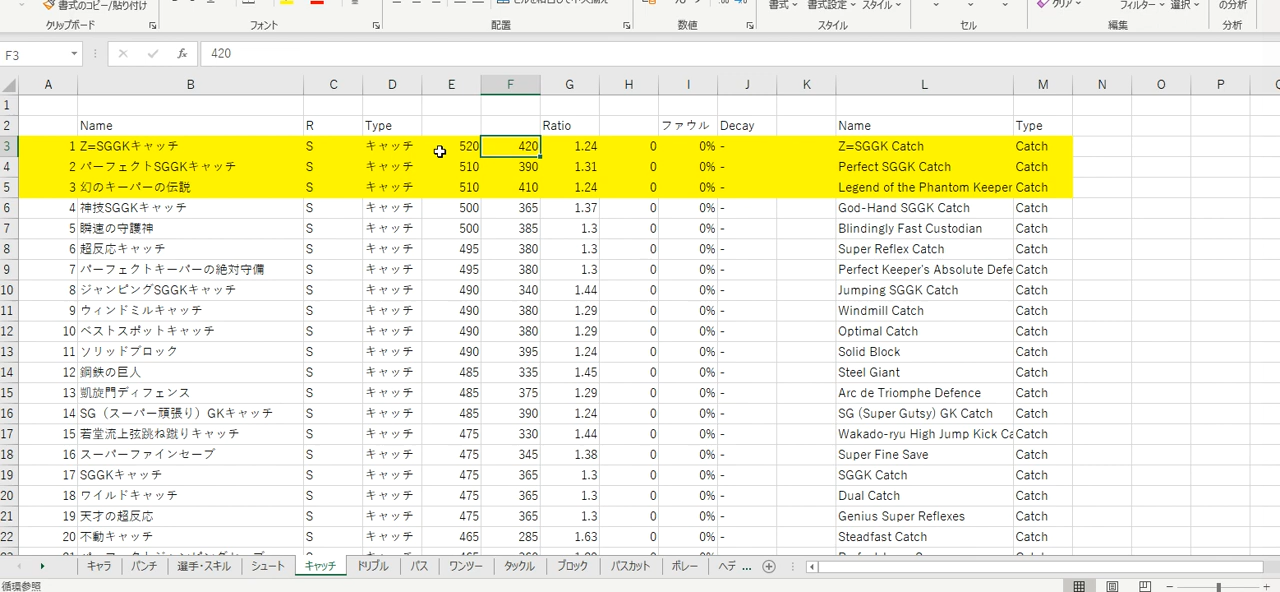 書式のコピー/貼り付け 書式 書式設定 スタイル クリア フィルター 選択 の分析
クリップボード フォント 配置 数値 スタイル セル 編集 分析
F3 fx 420
A B C D E F G H I J K L M N O P Q
1
2 Name R Type Ratio ファウル Decay Name Type
3 1 Z=SGGKキャッチ S キャッチ 520 420 1.24 0 0% - Z=SGGK Catch Catch
4 2 パーフェクトSGGKキャッチ S キャッチ 510 390 1.31 0 0% - Perfect SGGK Catch Catch
5 3 幻のキーパーの伝説 S キャッチ 510 410 1.24 0 0% - Legend of the Phantom Keeper Catch
6 4 神技SGGKキャッチ S キャッチ 500 365 1.37 0 0% - God-Hand SGGK Catch Catch
7 5 瞬速の守護神 S キャッチ 500 385 1.3 0 0% - Blindingly Fast Custodian Catch
8 6 超反応キャッチ S キャッチ 495 380 1.3 0 0% - Super Reflex Catch Catch
9 7 パーフェクトキーパーの絶対守備 S キャッチ 495 380 1.3 0 0% - Perfect Keeper's Absolute Defe Catch
10 8 ジャンピングSGGKキャッチ S キャッチ 490 340 1.44 0 0% - Jumping SGGK Catch Catch
11 9 ウィンドミルキャッチ S キャッチ 490 380 1.29 0 0% - Windmill Catch Catch
12 10 ベストスポットキャッチ S キャッチ 490 380 1.29 0 0% - Optimal Catch Catch
13 11 ソリッドブロック S キャッチ 490 395 1.24 0 0% - Solid Block Catch
14 12 鋼鉄の巨人 S キャッチ 485 335 1.45 0 0% - Steel Giant Catch
15 13 凱旋門ディフェンス S キャッチ 485 375 1.29 0 0% - Arc de Triomphe Defence Catch
16 14 SG（スーパー頑張り）GKキャッチ S キャッチ 485 390 1.24 0 0% - SG (Super Gutsy) GK Catch Catch
17 15 若堂流上弦跳ね蹴りキャッチ S キャッチ 475 330 1.44 0 0% - Wakado-ryu High Jump Kick Ca Catch
18 16 スーパーファインセーブ S キャッチ 475 345 1.38 0 0% - Super Fine Save Catch
19 17 SGGKキャッチ S キャッチ 475 365 1.3 0 0% - SGGK Catch Catch
20 18 ワイルドキャッチ S キャッチ 475 365 1.3 0 0% - Dual Catch Catch
21 19 天才の超反応 S キャッチ 475 365 1.3 0 0% - Genius Super Reflexes Catch
22 20 不動キャッチ S キャッチ 465 285 1.63 0 0% - Steadfast Catch Catch
キャラ パンチ 選手・スキル シュート キャッチ ドリブル パス ワンツー タックル ブロック パスカット ボレー ヘデ ...
循環参照